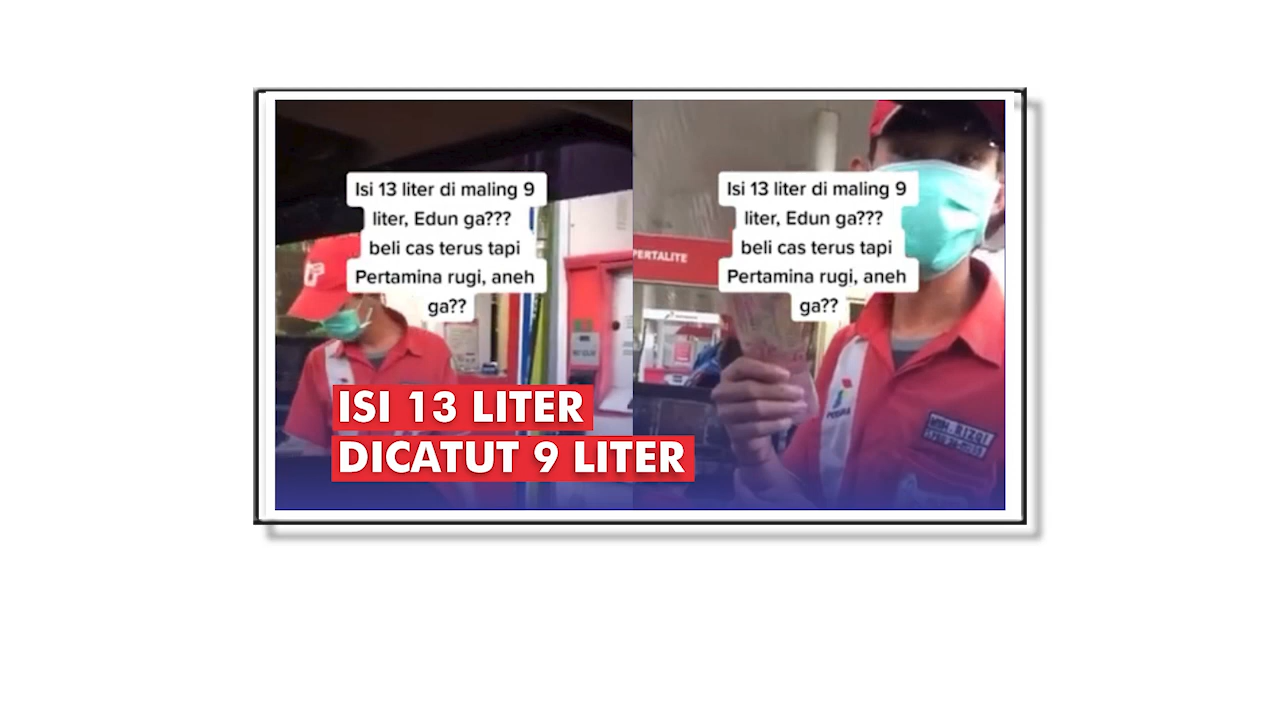 Isi 13 liter di maling 9
liter, Edun ga???
beli cas terus tapi
Pertamina rugi, aneh
ga??
Isi 13 liter di maling 9
liter, Edun ga???
beli cas terus tapi
Pertamina rugi, aneh
ga??
PERTALITE
ISI 13 LITER
DICATUT 9 LITER